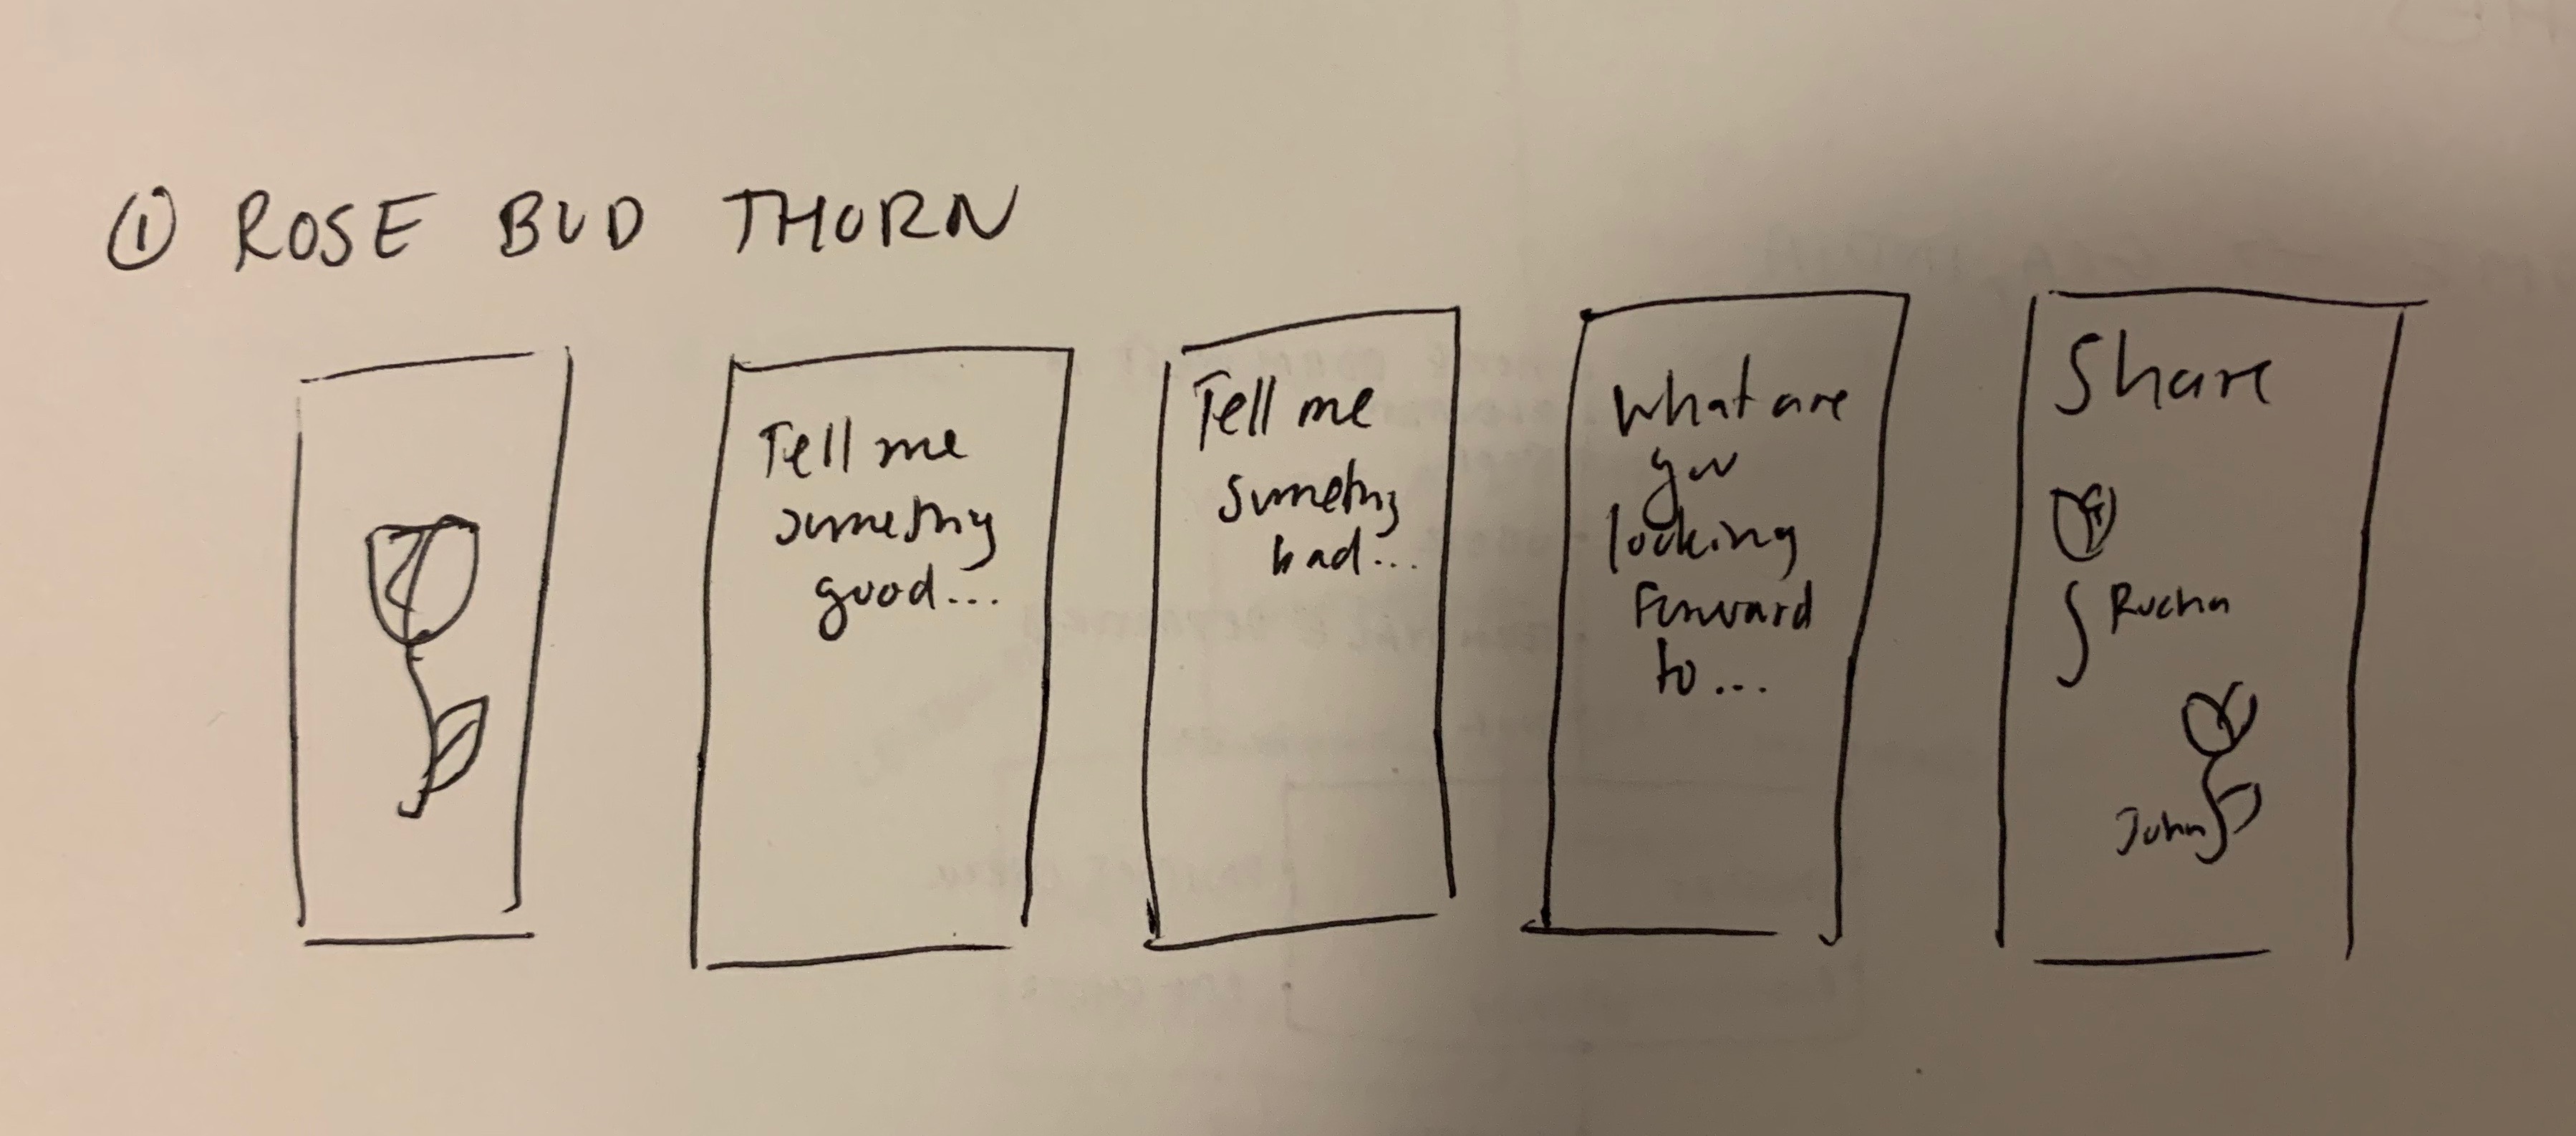 ① ROSE BUD THORN
Tell me
something
good...
Tell me
something
bad...
What are
you
looking
forward
to...
Share
Rucha
John